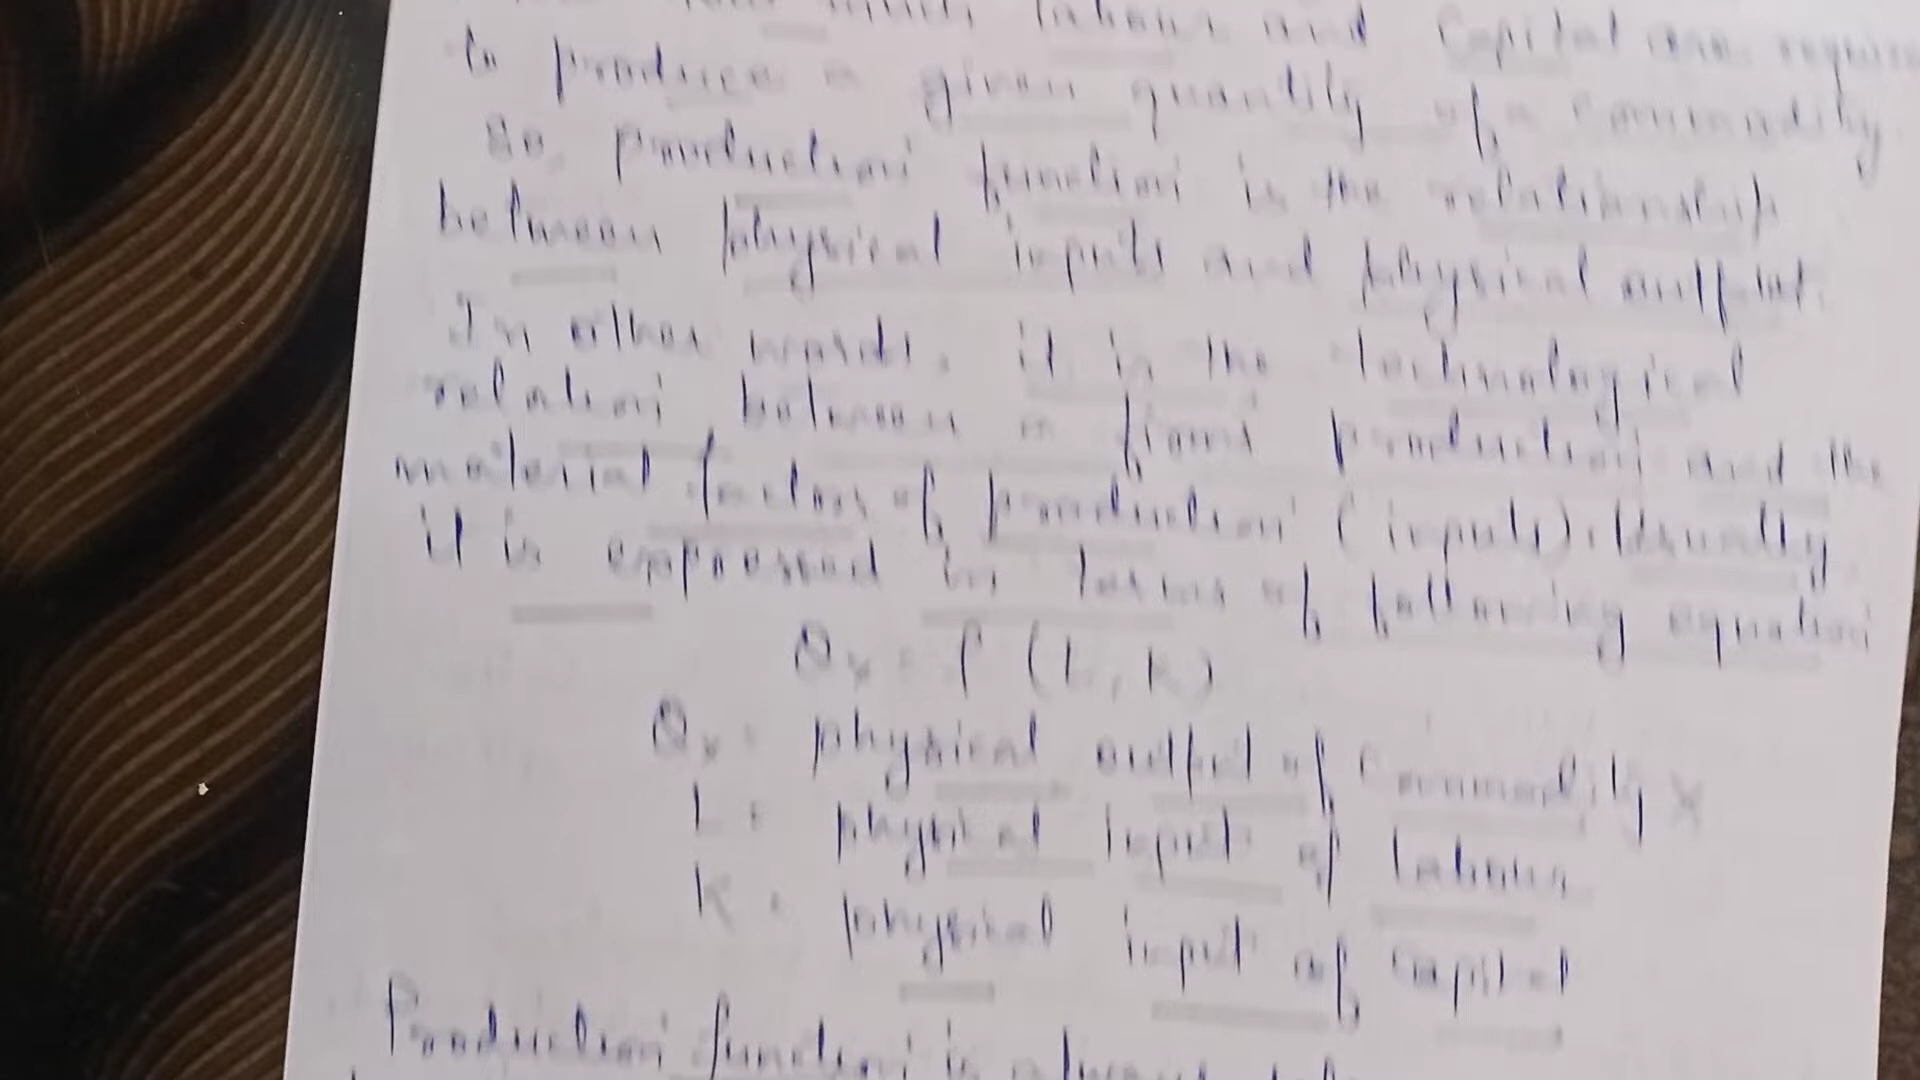 much labour and capital are
to produce a given quantity of a commodity
So, production function is the relationship
between physical inputs and physical output.
In other words, it is the technological
relation between a firms production and the
material factors of production (inputs). Usually
it is expressed in terms of following equation
Qx = f (L, K)
Qx = physical output of commodity X
L = physical input of labour
K = physical input of capital
Production function is always